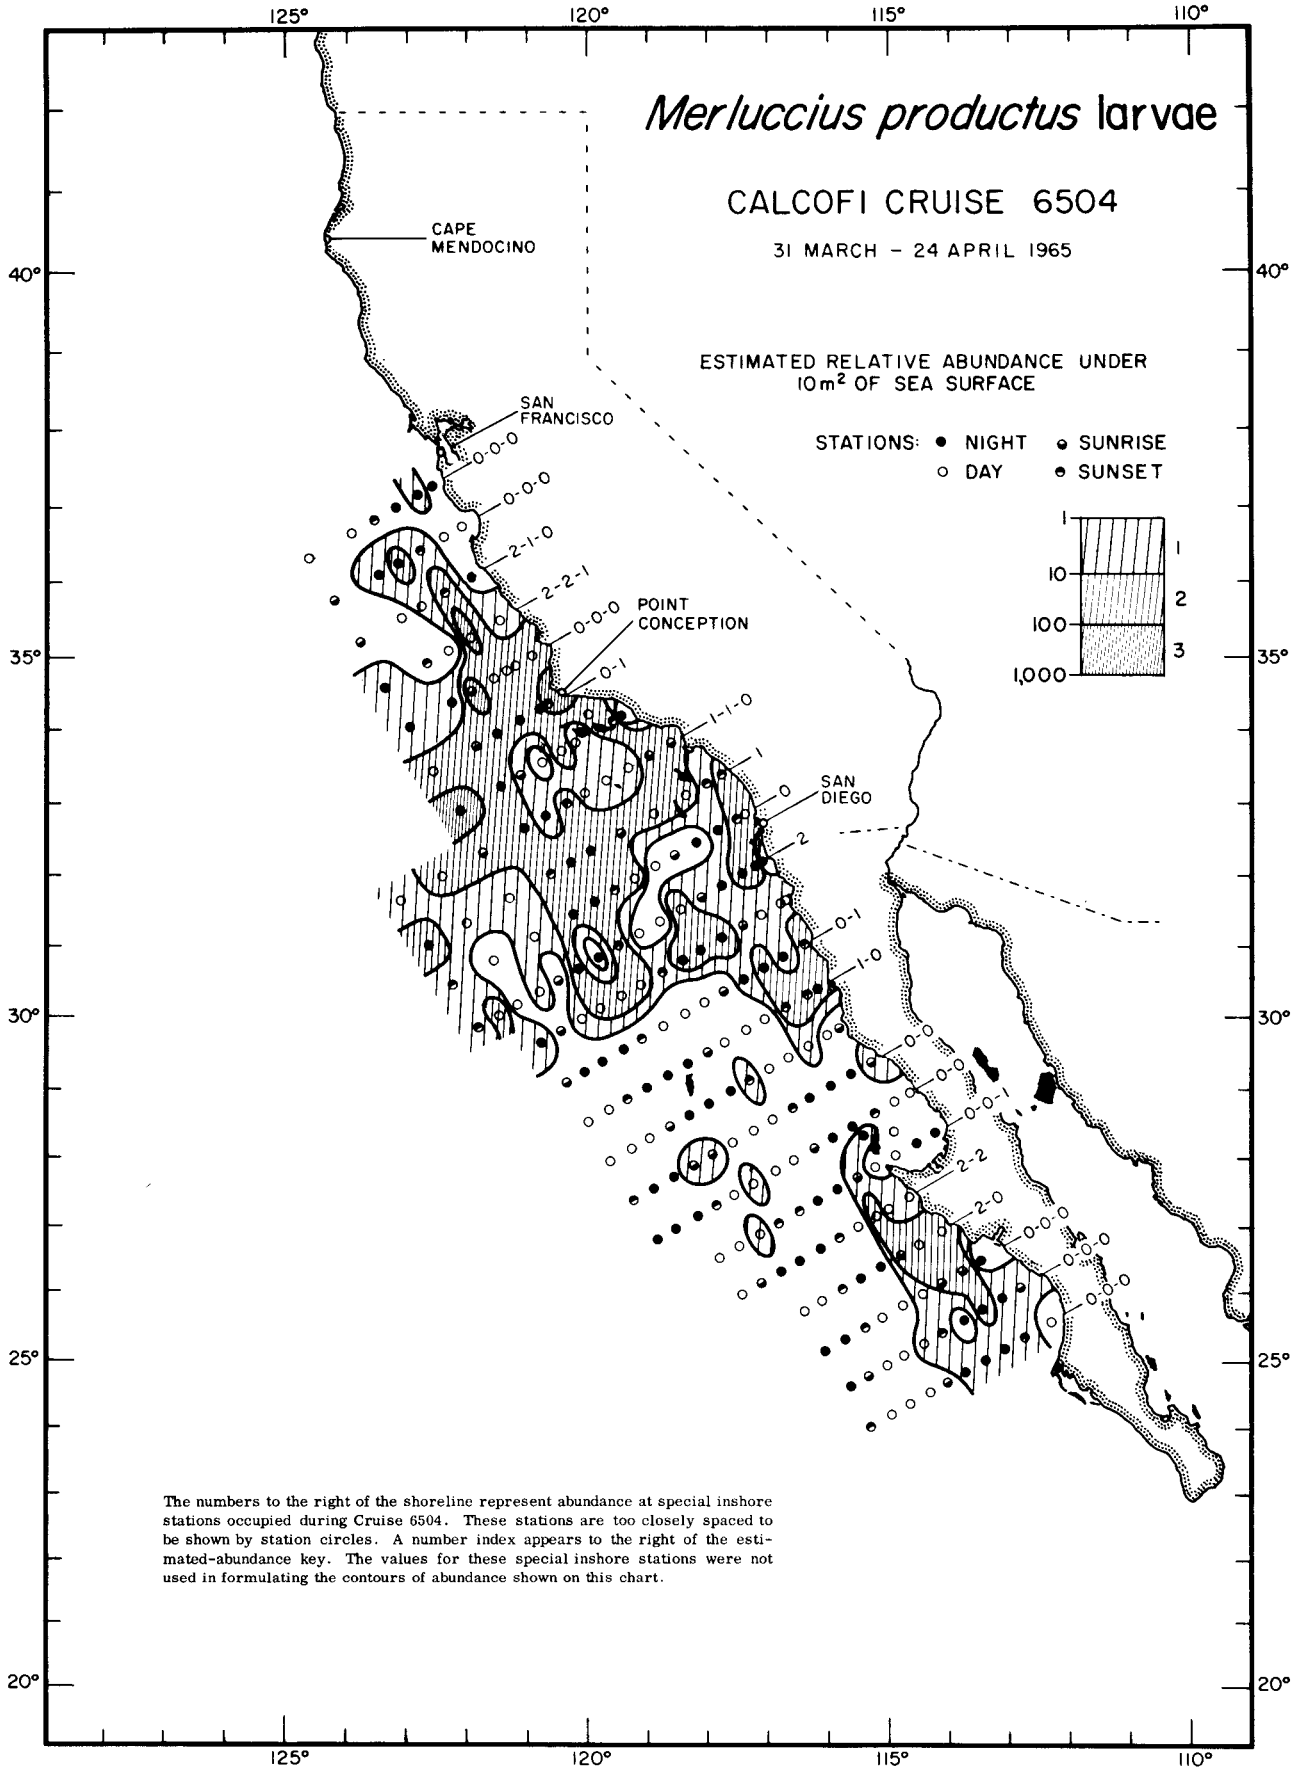 125° 120° 115° 110°
Merluccius productus larvae
CALCOFI CRUISE 6504
31 MARCH - 24 APRIL 1965
CAPE
MENDOCINO
40° 40°
ESTIMATED RELATIVE ABUNDANCE UNDER
10m² OF SEA SURFACE
SAN
FRANCISCO
STATIONS: ● NIGHT SUNRISE
○ DAY SUNSET
0-0-0
0-0-0
1
1
10
2
100
3
1,000
2-1-0
2-2-1
0-0-0
POINT
CONCEPTION
35° 35°
0-1
1-1-0
1
0
SAN
DIEGO
2
0-1
1-0
30° 30°
0-0
0-0
0-0-1
2-2
2-0
0-0-0
0-0-0
0-0-0
25° 25°
The numbers to the right of the shoreline represent abundance at special inshore
stations occupied during Cruise 6504. These stations are too closely spaced to
be shown by station circles. A number index appears to the right of the esti-
mated-abundance key. The values for these special inshore stations were not
used in formulating the contours of abundance shown on this chart.
20° 20°
125° 120° 115° 110°